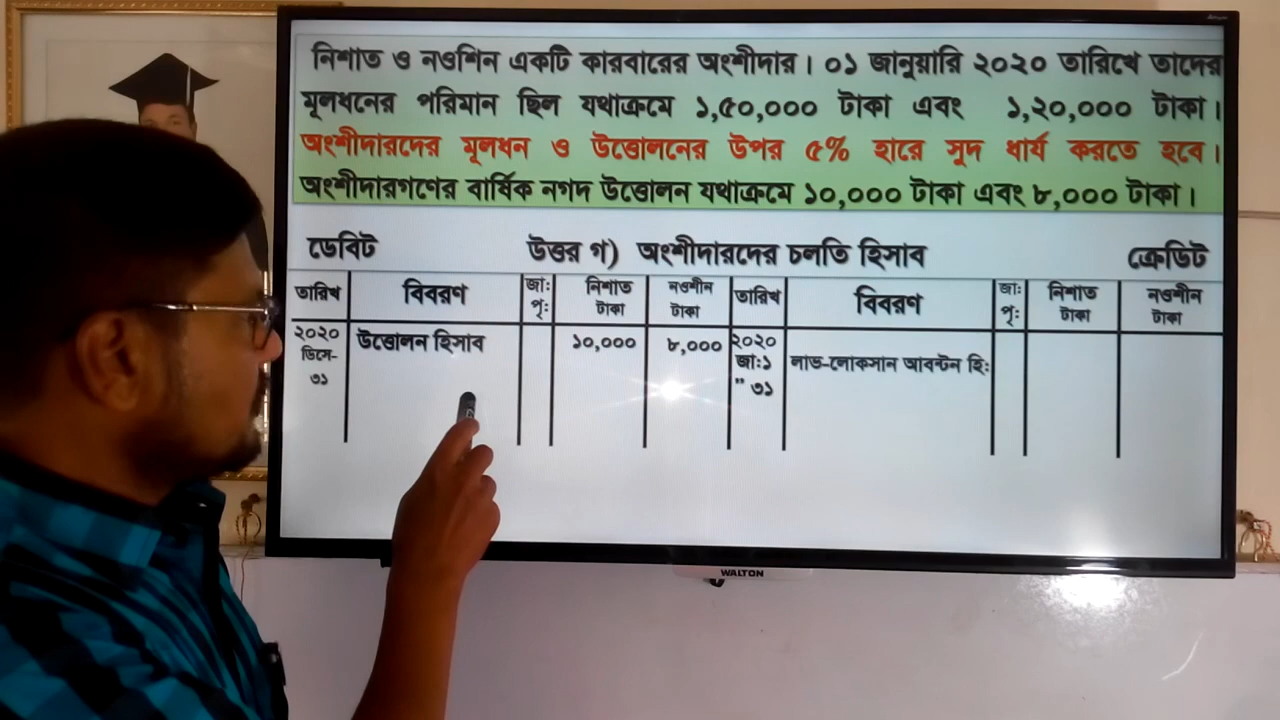 নিশাত ও নওশিন একটি কারবারের অংশীদার। ০১ জানুয়ারি ২০২০ তারিখে তাদের
মূলধনের পরিমান ছিল যথাক্রমে ১,৫০,০০০ টাকা এবং ১,২০,০০০ টাকা।
অংশীদারদের মূলধন ও উত্তোলনের উপর ৫% হারে সুদ ধার্য করতে হবে।
অংশীদারগণের বার্ষিক নগদ উত্তোলন যথাক্রমে ১০,০০০ টাকা এবং ৮,০০০ টাকা।
ডেবিট উত্তর গ) অংশীদারদের চলতি হিসাব ক্রেডিট
তারিখ বিবরণ জা: পৃ: নিশাত টাকা নওশীন টাকা তারিখ বিবরণ জা: পৃ: নিশাত টাকা নওশীন টাকা
২০২০ উত্তোলন হিসাব ১০,০০০ ৮,০০০ ২০২০
ডিসে- জা:১ লাভ-লোকসান আবন্টন হি:
৩১ " ৩১
WALTON